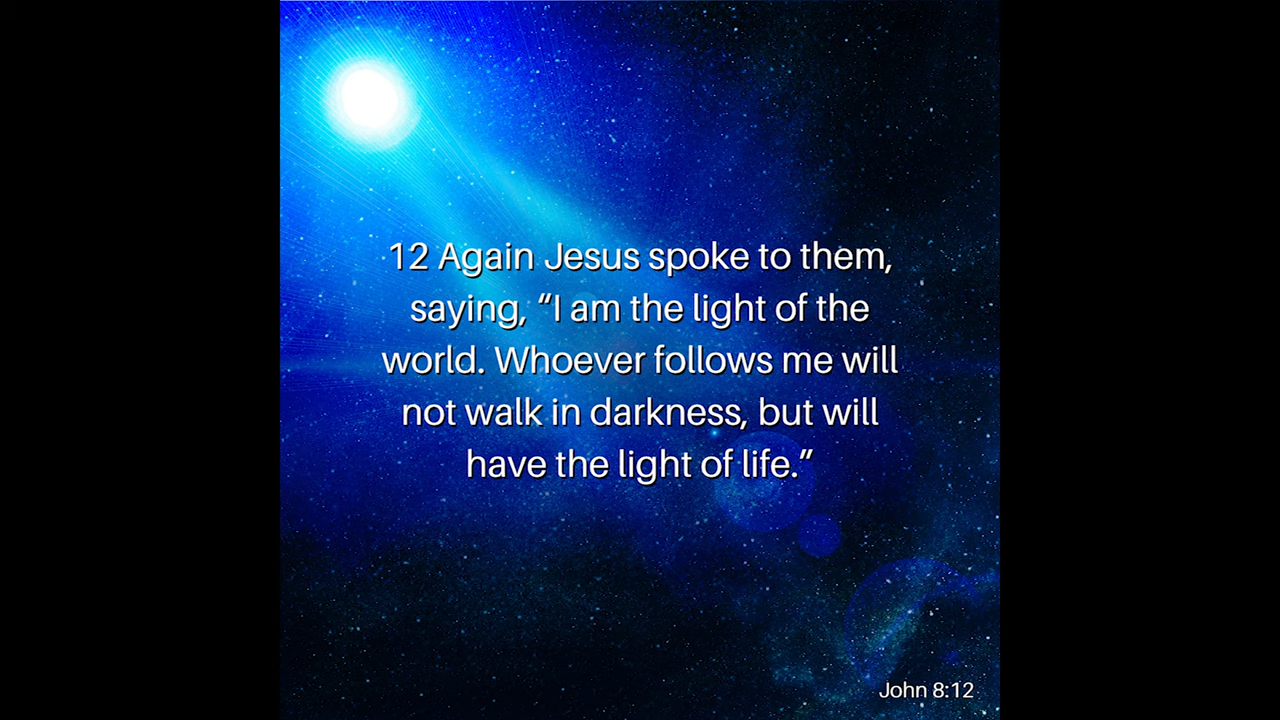 12 Again Jesus spoke to them,
saying, “I am the light of the
world. Whoever follows me will
not walk in darkness, but will
have the light of life.”
John 8:12